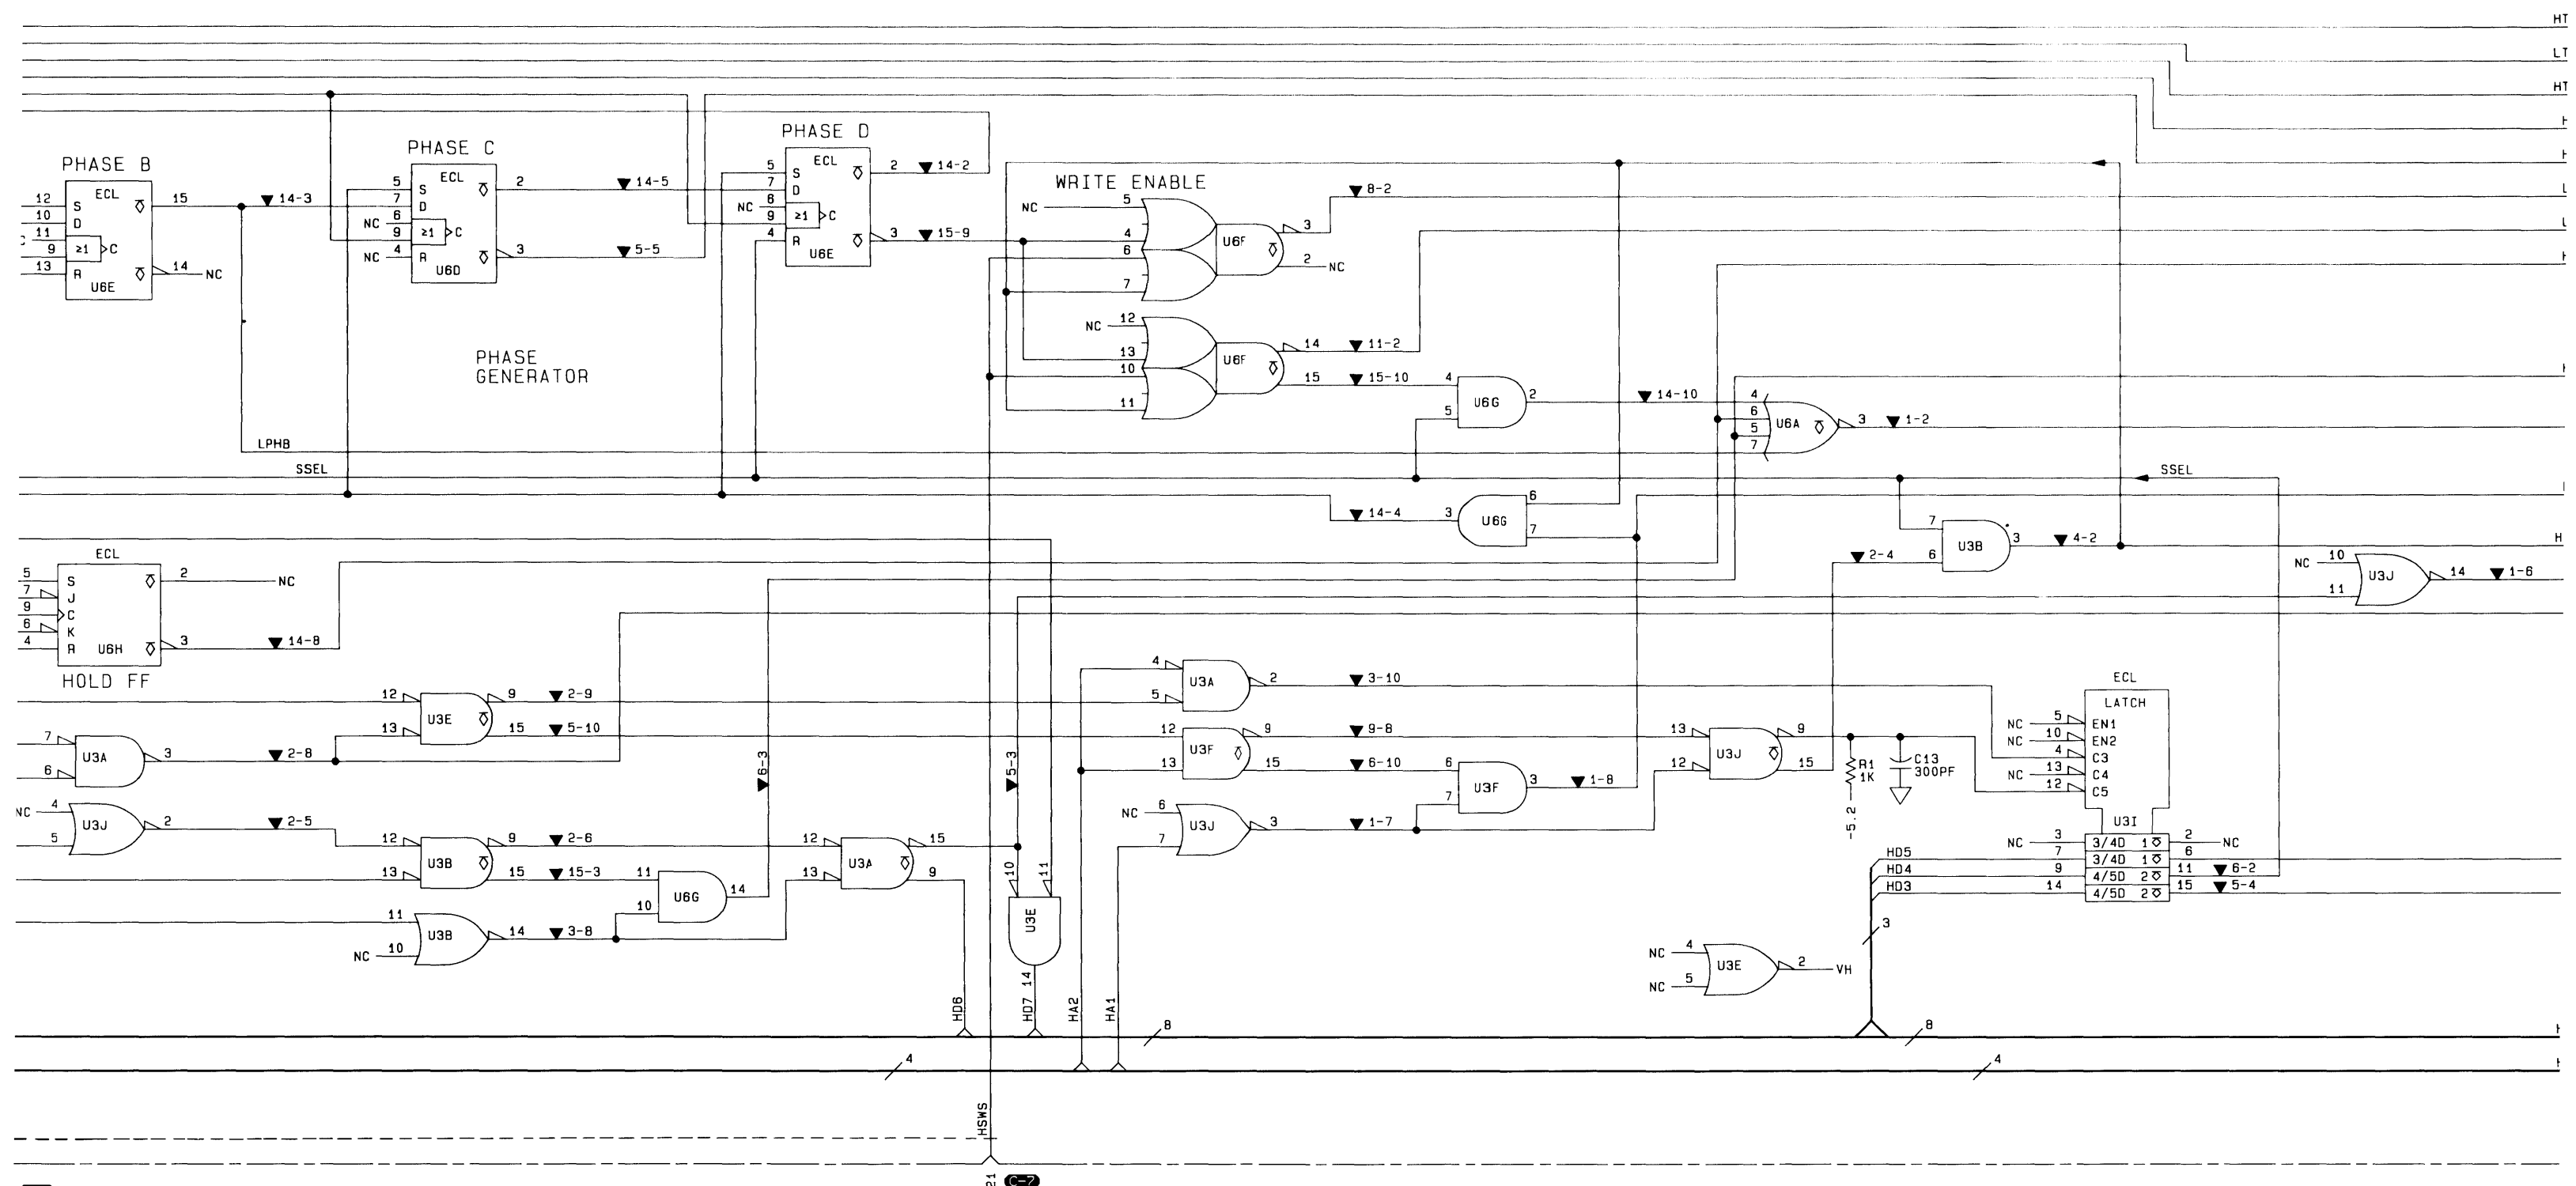 HT
LT
HT
PHASE B
12 S ECL 15
10 D
11
9 ≥1 C
13 R 14 NC
U6E
14-3
PHASE C
5 S ECL 2
7 D
NC 6
9 ≥1 C
NC 4 R 3
U6D
14-5
5-5
PHASE D
5 S ECL 2
7 D
NC 8
9 ≥1 C
4 R 3
U6E
14-2
15-9
WRITE ENABLE
NC 5
4
6
7
U6F
3
2 NC
8-2
NC 12
13
10
11
U6F
14
15
11-2
15-10
PHASE
GENERATOR
4
5
U6G
2
14-10
4
6
5
7
U6A
3
1-2
LPHB
SSEL
SSEL
14-4
3
U6G
6
7
7
6
U3B
3
4-2
2-4
H
NC 10
11
U3J
14
1-6
ECL
5 S 2 NC
7 J
9 C
6 K
4 R U6H 3
14-8
HOLD FF
12
13
U3E
9
15
2-9
5-10
7
6
U3A
3
2-8
NC 4
5
U3J
2
2-5
12
13
U3B
9
15
2-6
15-3
11
NC 10
U3B
14
3-8
11
10
U6G
14
6-3
12
13
U3A
15
9
5-3
10
11
U3E
HD7 14
HD6
4
5
U3A
2
3-10
12
13
U3F
9
15
9-8
6-10
NC 6
7
U3J
3
1-7
6
7
U3F
3
1-8
13
12
U3J
9
15
R1
1K
-5.2
C13
300PF
ECL
LATCH
NC 5 EN1
NC 10 EN2
4 C3
NC 13 C4
12 C5
U3I
NC 3 3/4D 1 2 NC
HD5 7 3/4D 1 6
HD4 9 4/5D 2 11 6-2
HD3 14 4/5D 2 15 5-4
3
NC 4
NC 5
U3E
2 VH
HA2
HA1
8
8
4
4
HSWS
21
C-7